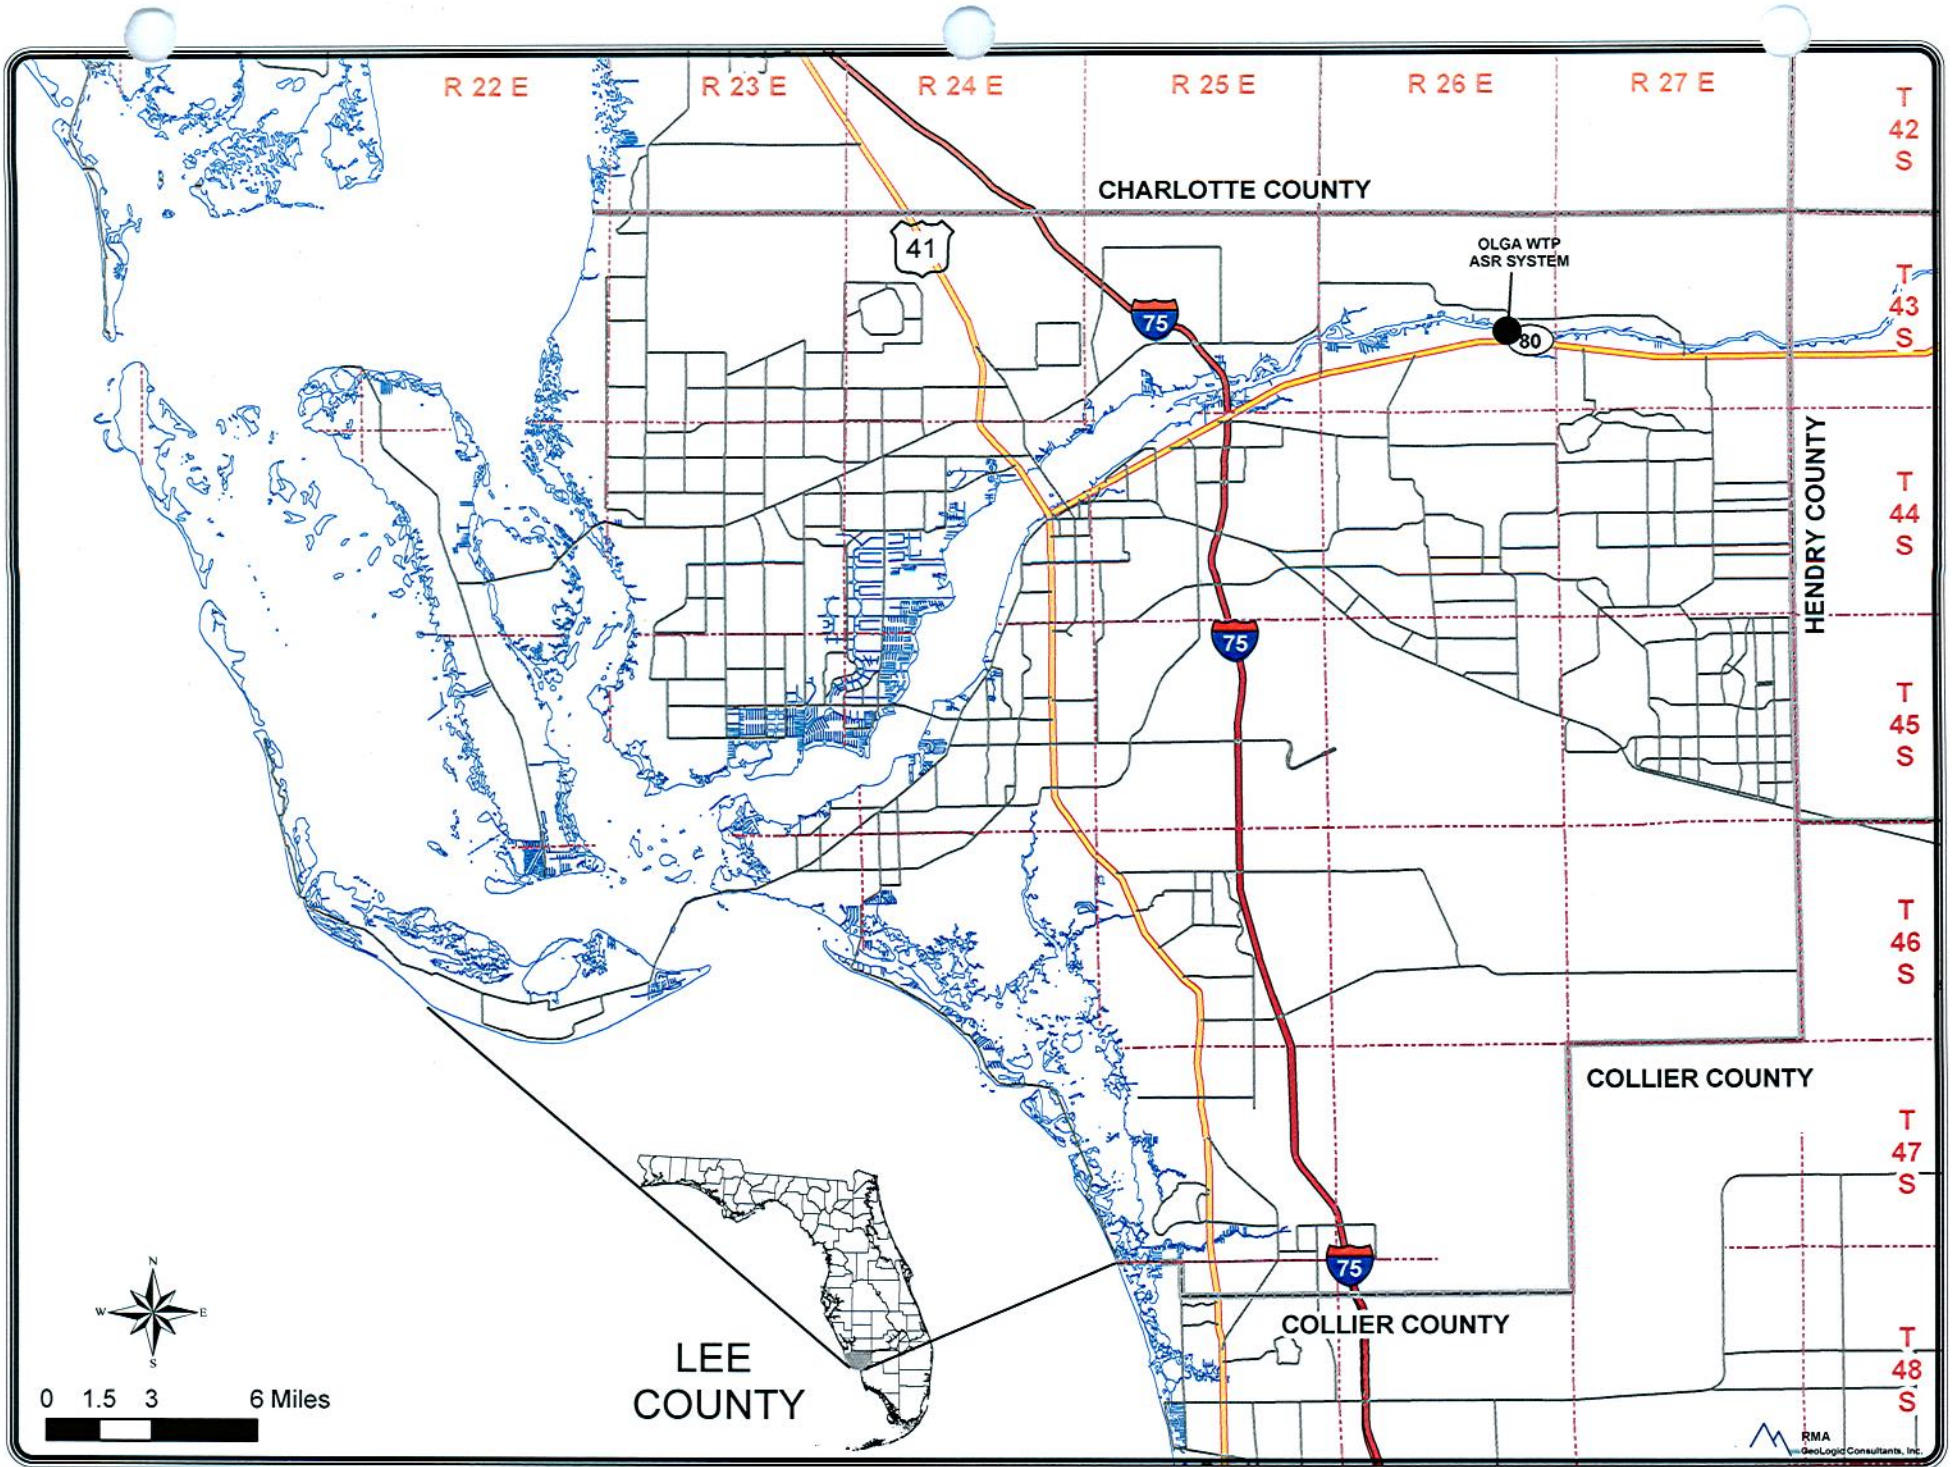 R 22 E
R 23 E
R 24 E
R 25 E
R 26 E
R 27 E
T
42
S
CHARLOTTE COUNTY
41
OLGA WTP
ASR SYSTEM
T
43
S
75
80
HENDRY COUNTY
T
44
S
75
T
45
S
T
46
S
COLLIER COUNTY
T
47
S
75
COLLIER COUNTY
N
W
E
S
LEE
COUNTY
T
48
S
0 1.5 3 6 Miles
RMA
GeoLogic Consultants, Inc.